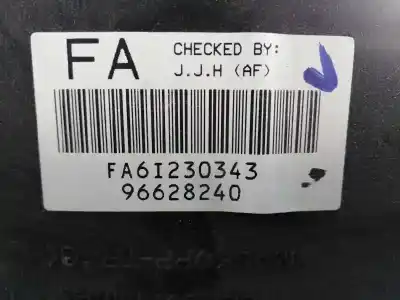 FA
CHECKED BY:
J.J.H (AF)
FA6I230343
96628240